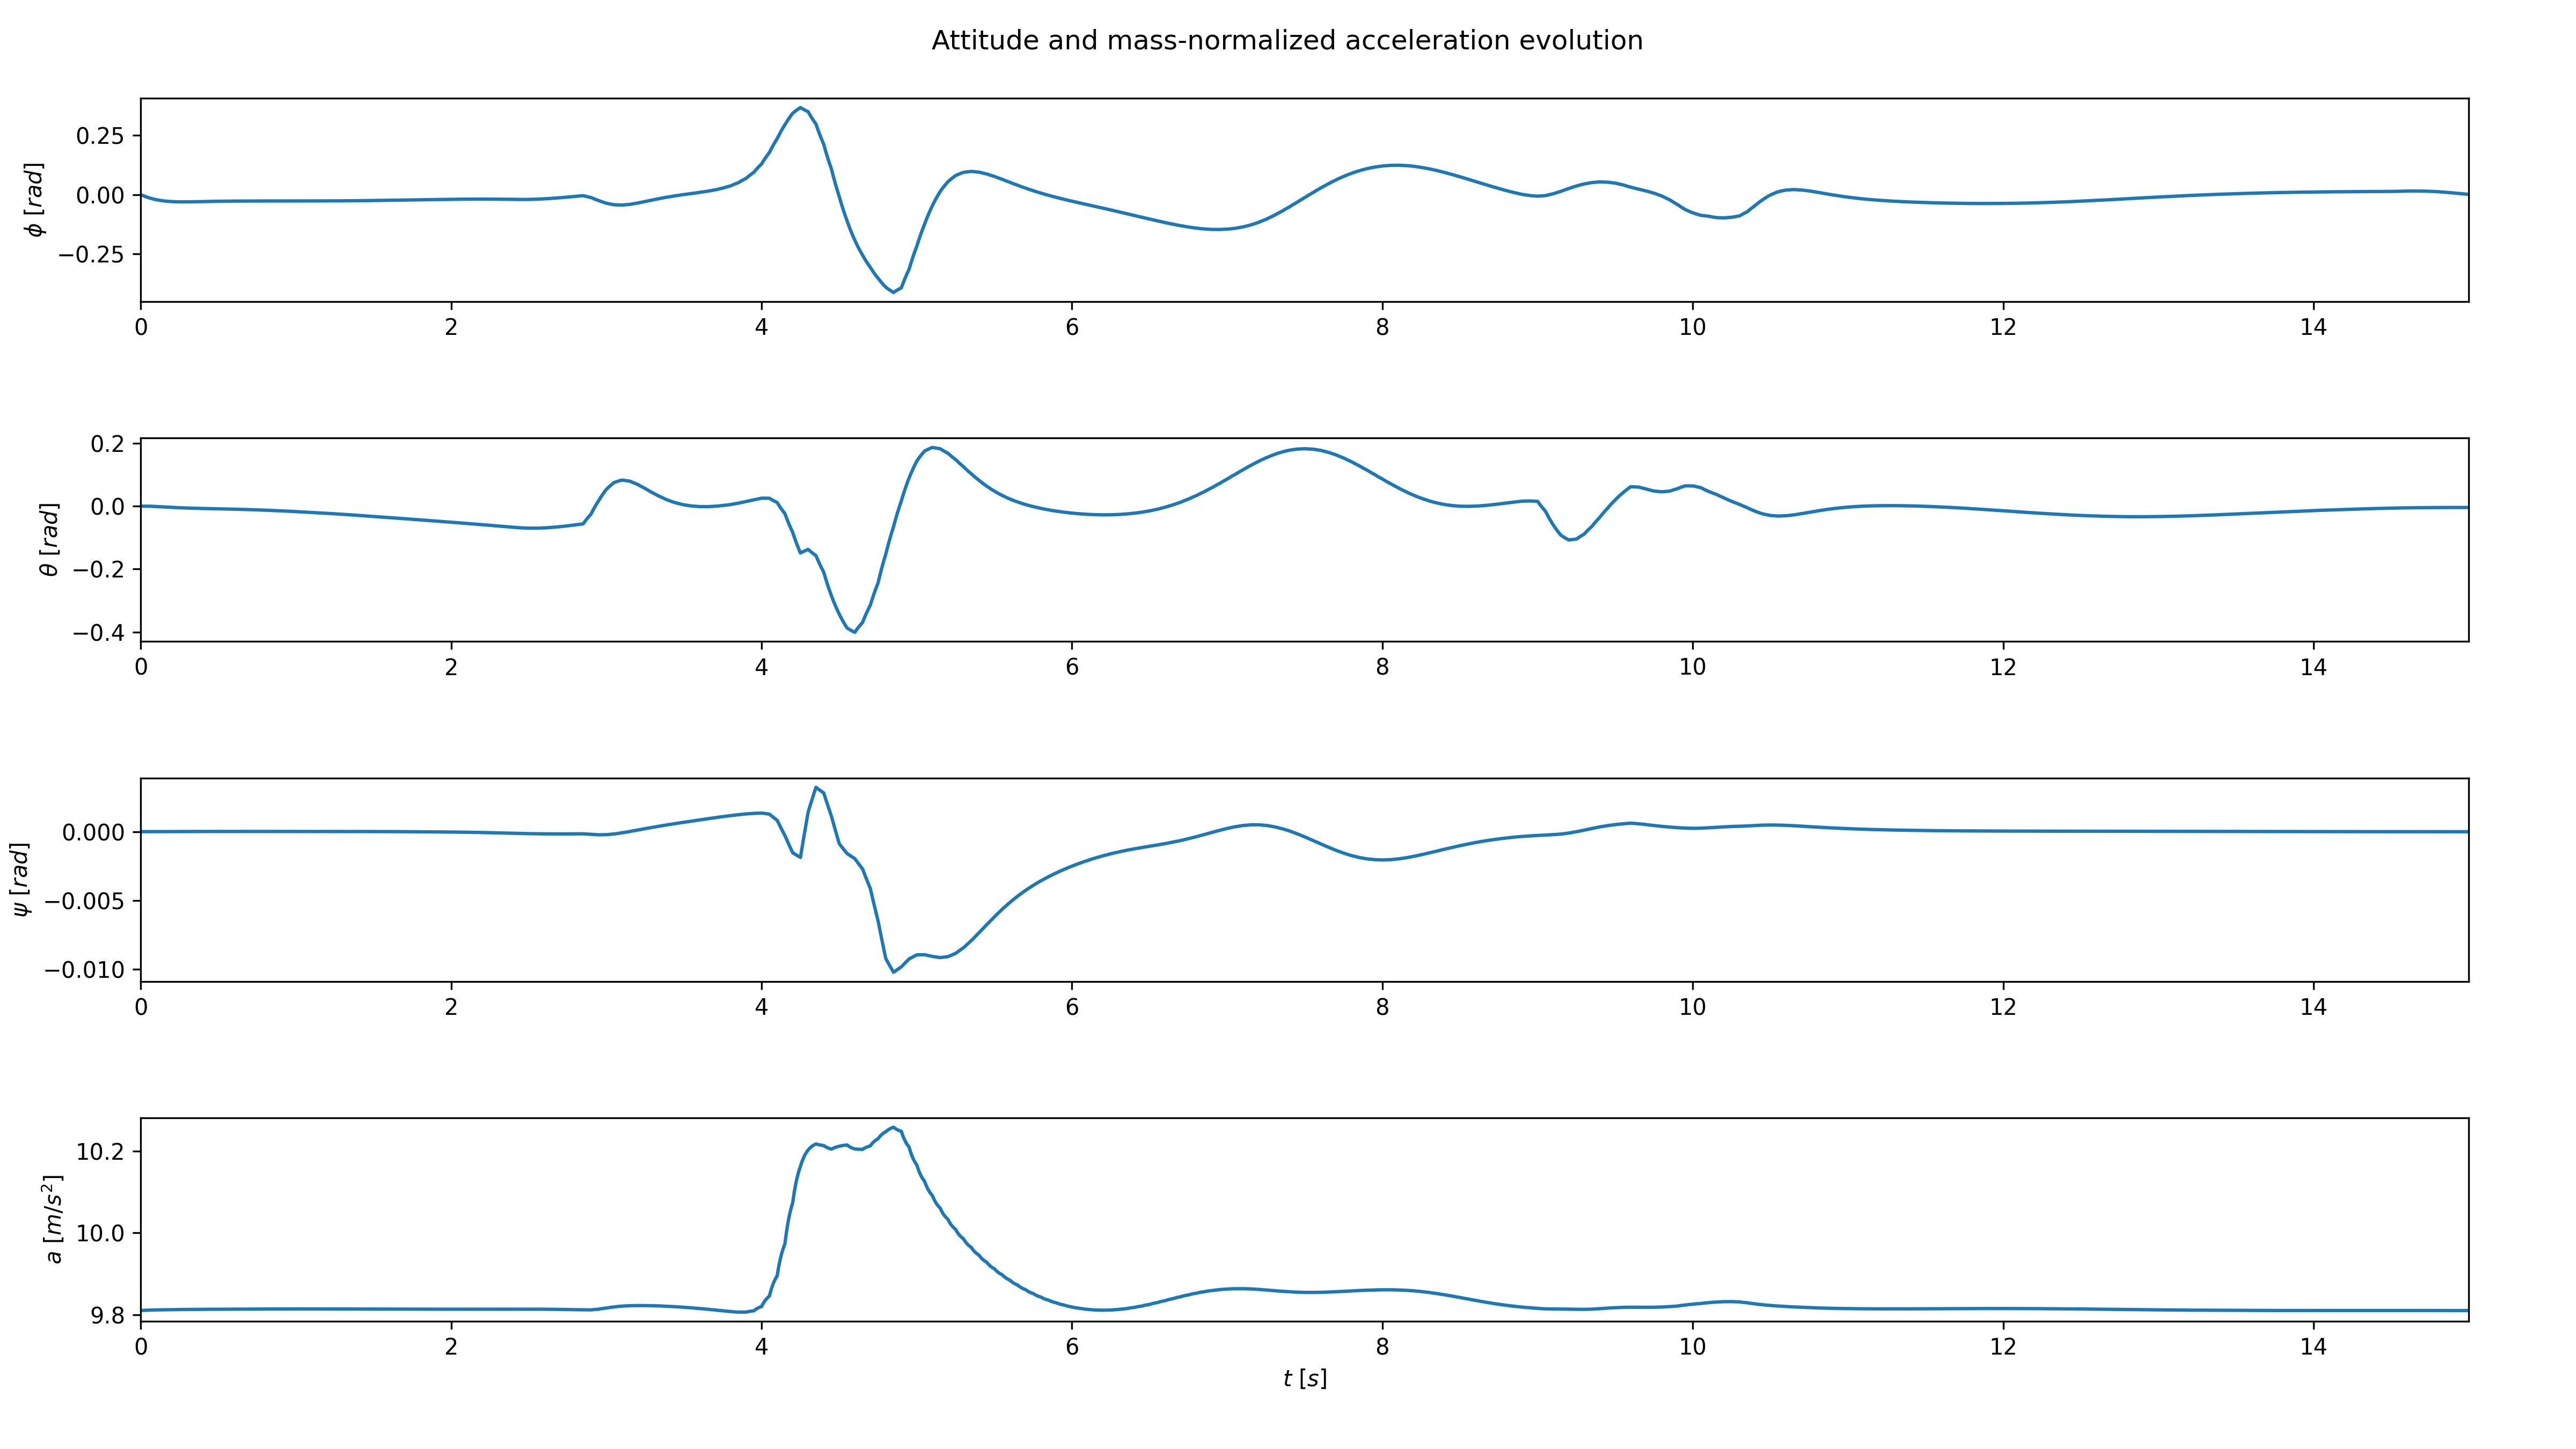 Attitude and mass-normalized acceleration evolution
ϕ [rad]
0.25
0.00
−0.25
0 2 4 6 8 10 12 14
θ [rad]
0.2
0.0
−0.2
−0.4
0 2 4 6 8 10 12 14
ψ [rad]
0.000
−0.005
−0.010
0 2 4 6 8 10 12 14
a [m/s²]
10.2
10.0
9.8
0 2 4 6 8 10 12 14
t [s]